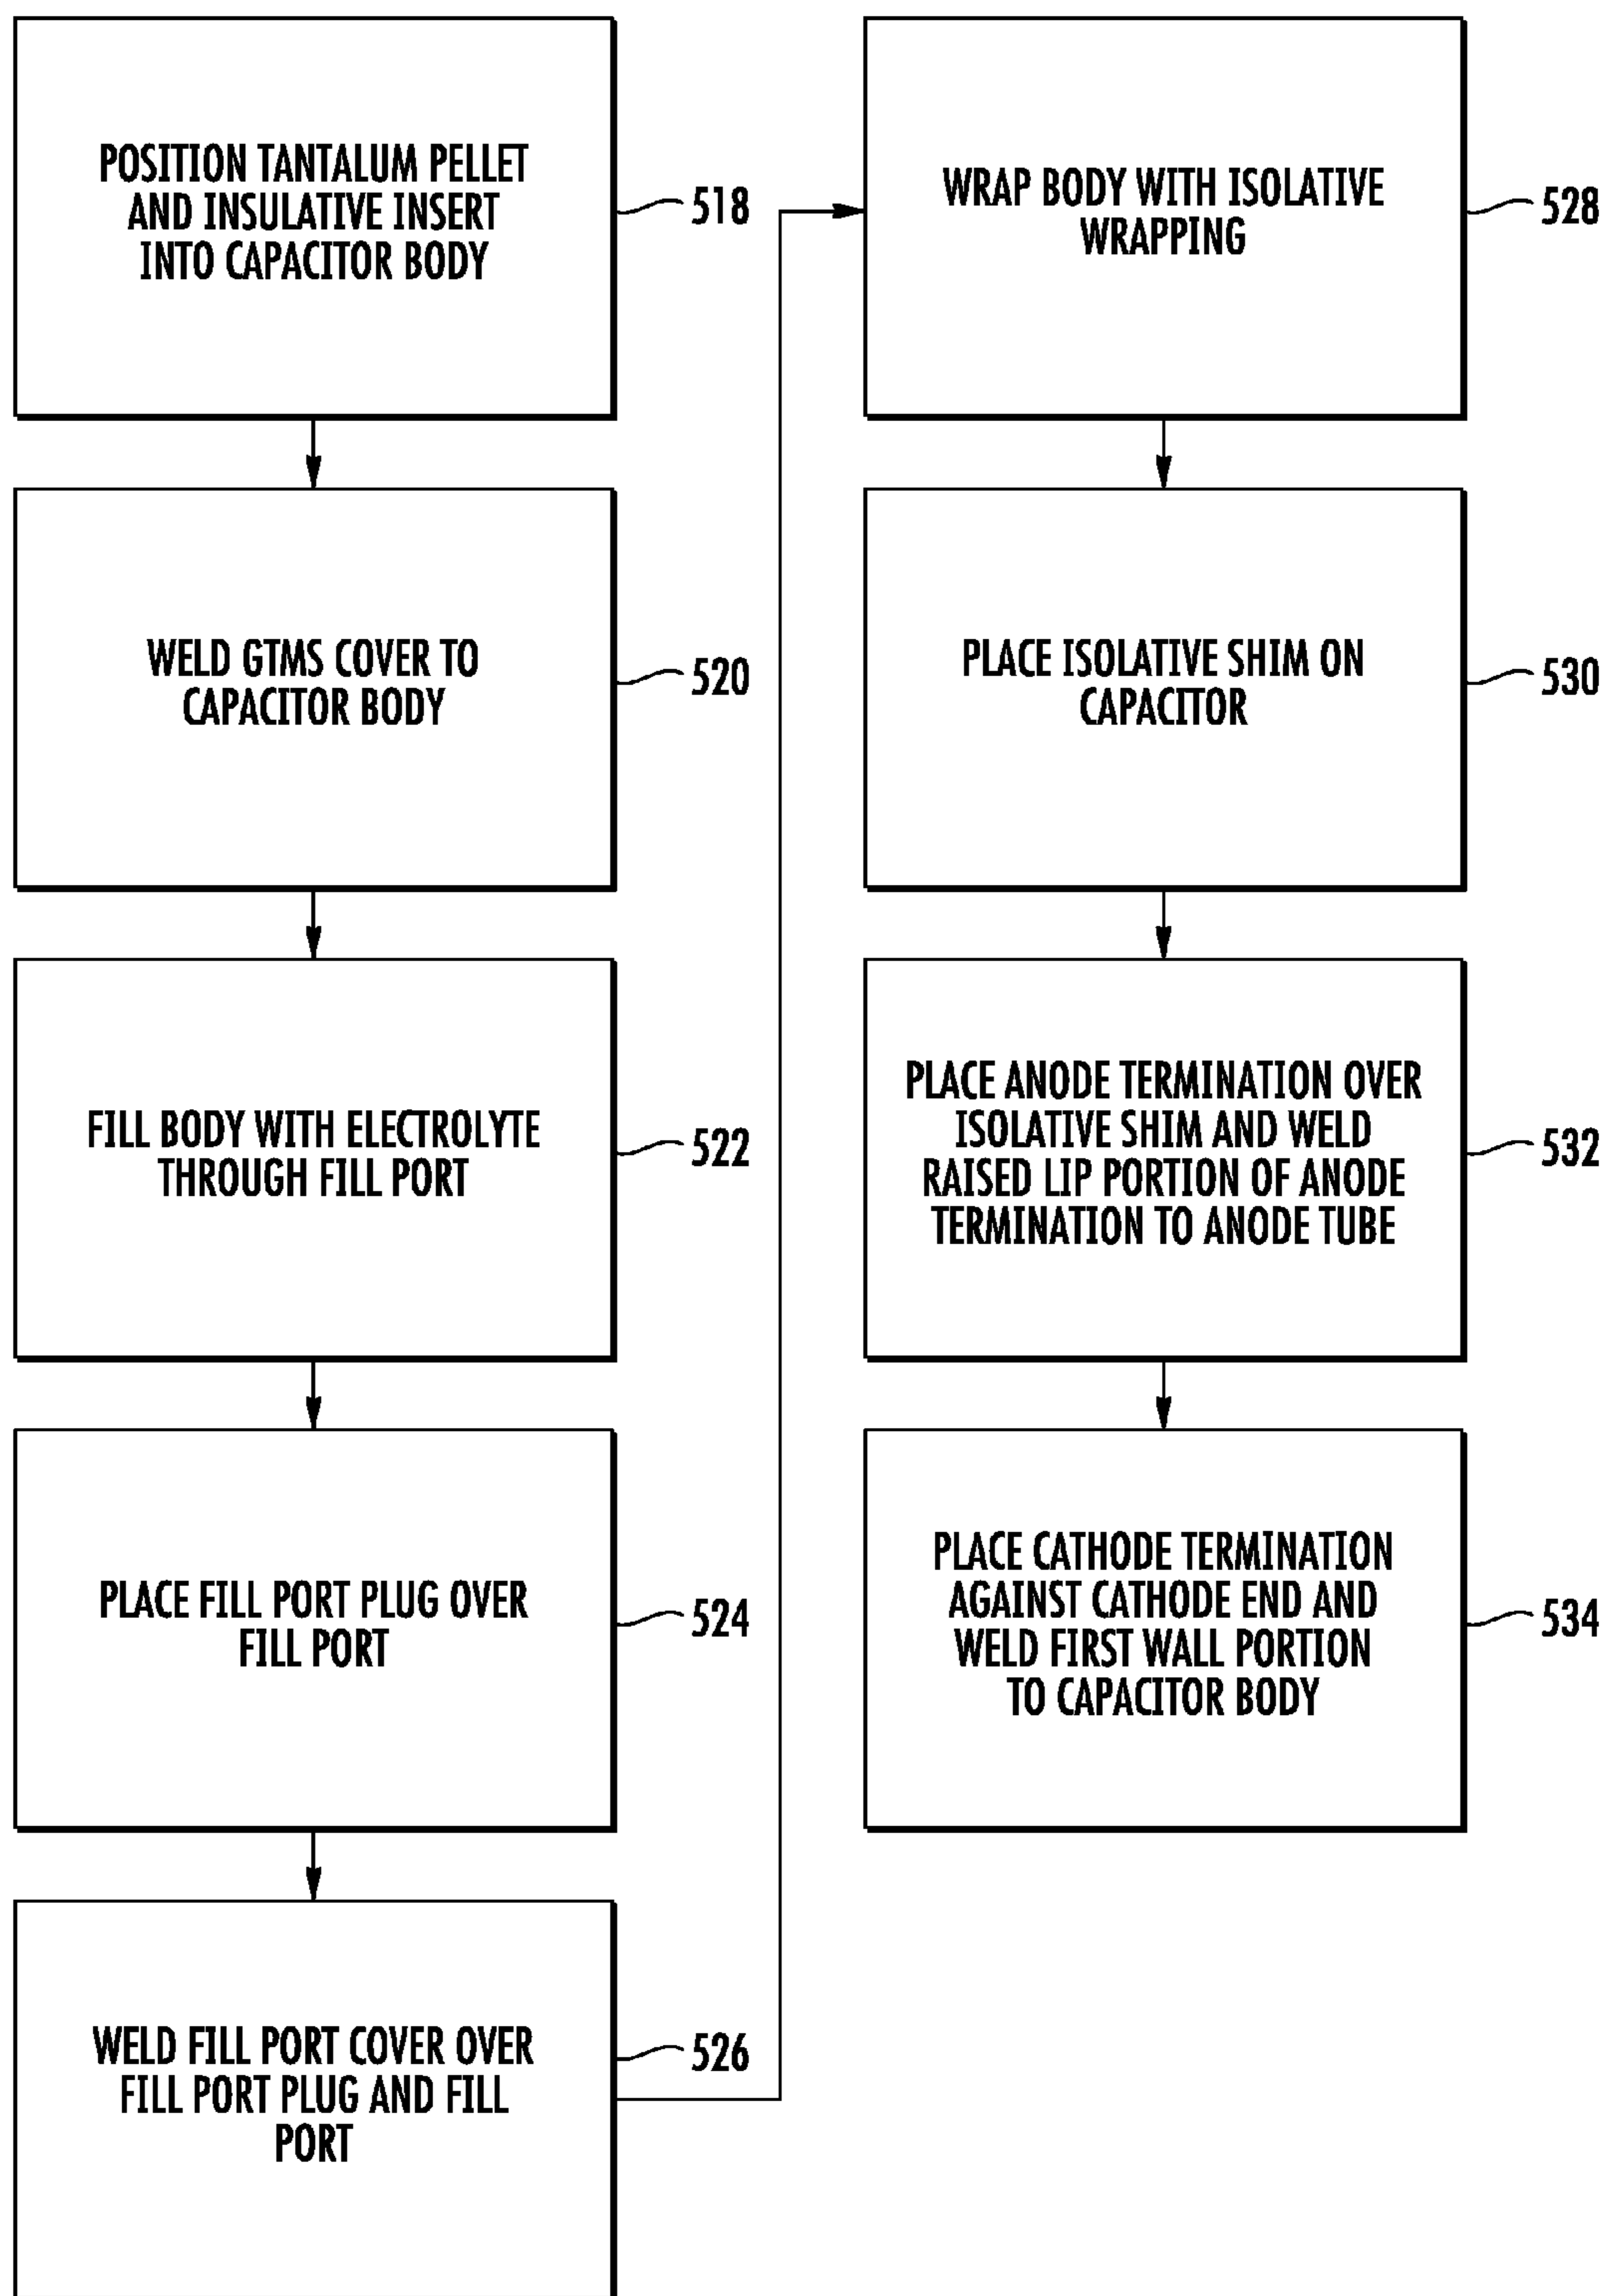 POSITION TANTALUM PELLET
AND INSULATIVE INSERT
INTO CAPACITOR BODY
518
WELD GTMS COVER TO
CAPACITOR BODY
520
FILL BODY WITH ELECTROLYTE
THROUGH FILL PORT
522
PLACE FILL PORT PLUG OVER
FILL PORT
524
WELD FILL PORT COVER OVER
FILL PORT PLUG AND FILL
PORT
526
WRAP BODY WITH ISOLATIVE
WRAPPING
528
PLACE ISOLATIVE SHIM ON
CAPACITOR
530
PLACE ANODE TERMINATION OVER
ISOLATIVE SHIM AND WELD
RAISED LIP PORTION OF ANODE
TERMINATION TO ANODE TUBE
532
PLACE CATHODE TERMINATION
AGAINST CATHODE END AND
WELD FIRST WALL PORTION
TO CAPACITOR BODY
534